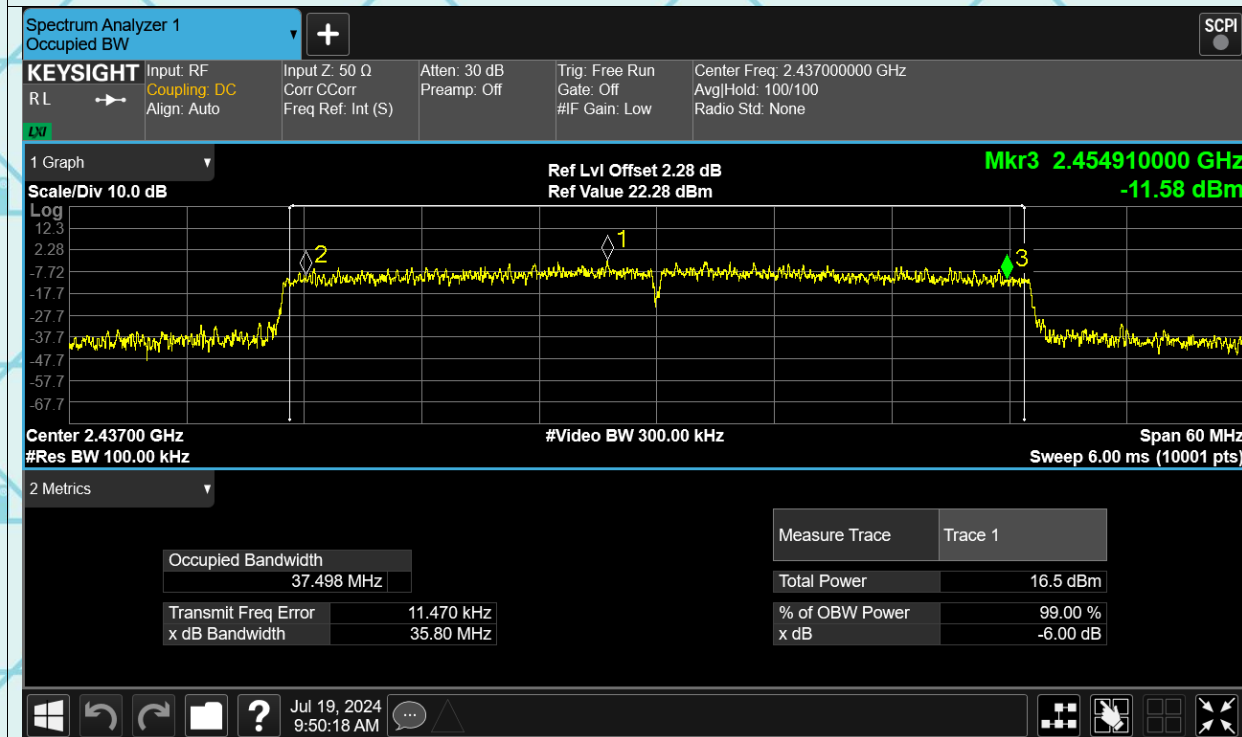 Spectrum Analyzer 1
Occupied BW
+
SCPI
KEYSIGHT
R L
LXI
Input: RF
Coupling: DC
Align: Auto
Input Z: 50 Ω
Corr CCorr
Freq Ref: Int (S)
Atten: 30 dB
Preamp: Off
Trig: Free Run
Gate: Off
#IF Gain: Low
Center Freq: 2.437000000 GHz
Avg|Hold: 100/100
Radio Std: None
1 Graph
Scale/Div 10.0 dB
Ref Lvl Offset 2.28 dB
Ref Value 22.28 dBm
Mkr3 2.454910000 GHz
-11.58 dBm
Log
12.3
2.28
-7.72
-17.7
-27.7
-37.7
-47.7
-57.7
-67.7
2
1
3
Center 2.43700 GHz
#Video BW 300.00 kHz
Span 60 MHz
#Res BW 100.00 kHz
Sweep 6.00 ms (10001 pts)
2 Metrics
Occupied Bandwidth
37.498 MHz
Transmit Freq Error 11.470 kHz
x dB Bandwidth 35.80 MHz
Measure Trace Trace 1
Total Power 16.5 dBm
% of OBW Power 99.00 %
x dB -6.00 dB
?
Jul 19, 2024
9:50:18 AM